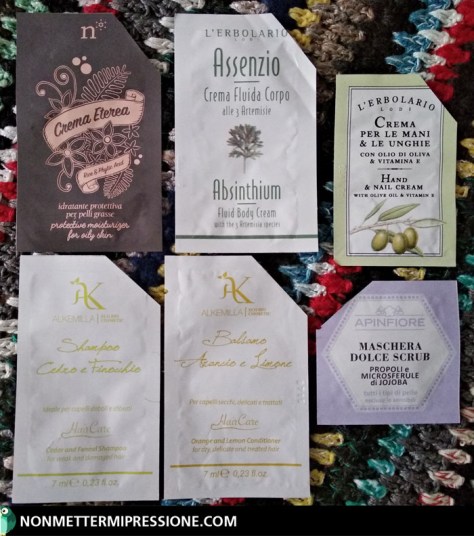 n
Crema Eterea
Rice & Phytic Acid
idratante protettiva
per pelli grasse
protective moisturizer
for oily skin
L'ERBOLARIO
LODI
Assenzio
Crema Fluida Corpo
alle 3 Artemisie
Absinthium
Fluid Body Cream
with the 3 Artemisia species
L'ERBOLARIO
LODI
CREMA
PER LE MANI
& LE UNGHIE
CON OLIO DI OLIVA
& VITAMINA E
HAND
& NAIL CREAM
WITH OLIVE OIL & VITAMIN E
AK
ALKEMILLA
Shampoo
Cedro e Finocchio
HairCare
Cedar and Fennel Shampoo
7 ml e 0,23 fl.oz.
AK
ALKEMILLA
Balsamo
Arancio e Limone
Per capelli secchi, delicati e trattati
HairCare
Orange and Lemon Conditioner
for dry, delicate and treated hair
7 ml e 0,23 fl.oz.
APINFIORE
MASCHERA
DOLCE SCRUB
PROPOLI e
MICROSFERULE
di JOJOBA
NONMETTERMIPRESSIONE.COM